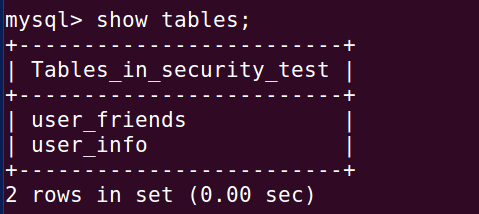 mysql> show tables;
+-------------------------+
| Tables_in_security_test |
+-------------------------+
| user_friends            |
| user_info               |
+-------------------------+
2 rows in set (0.00 sec)